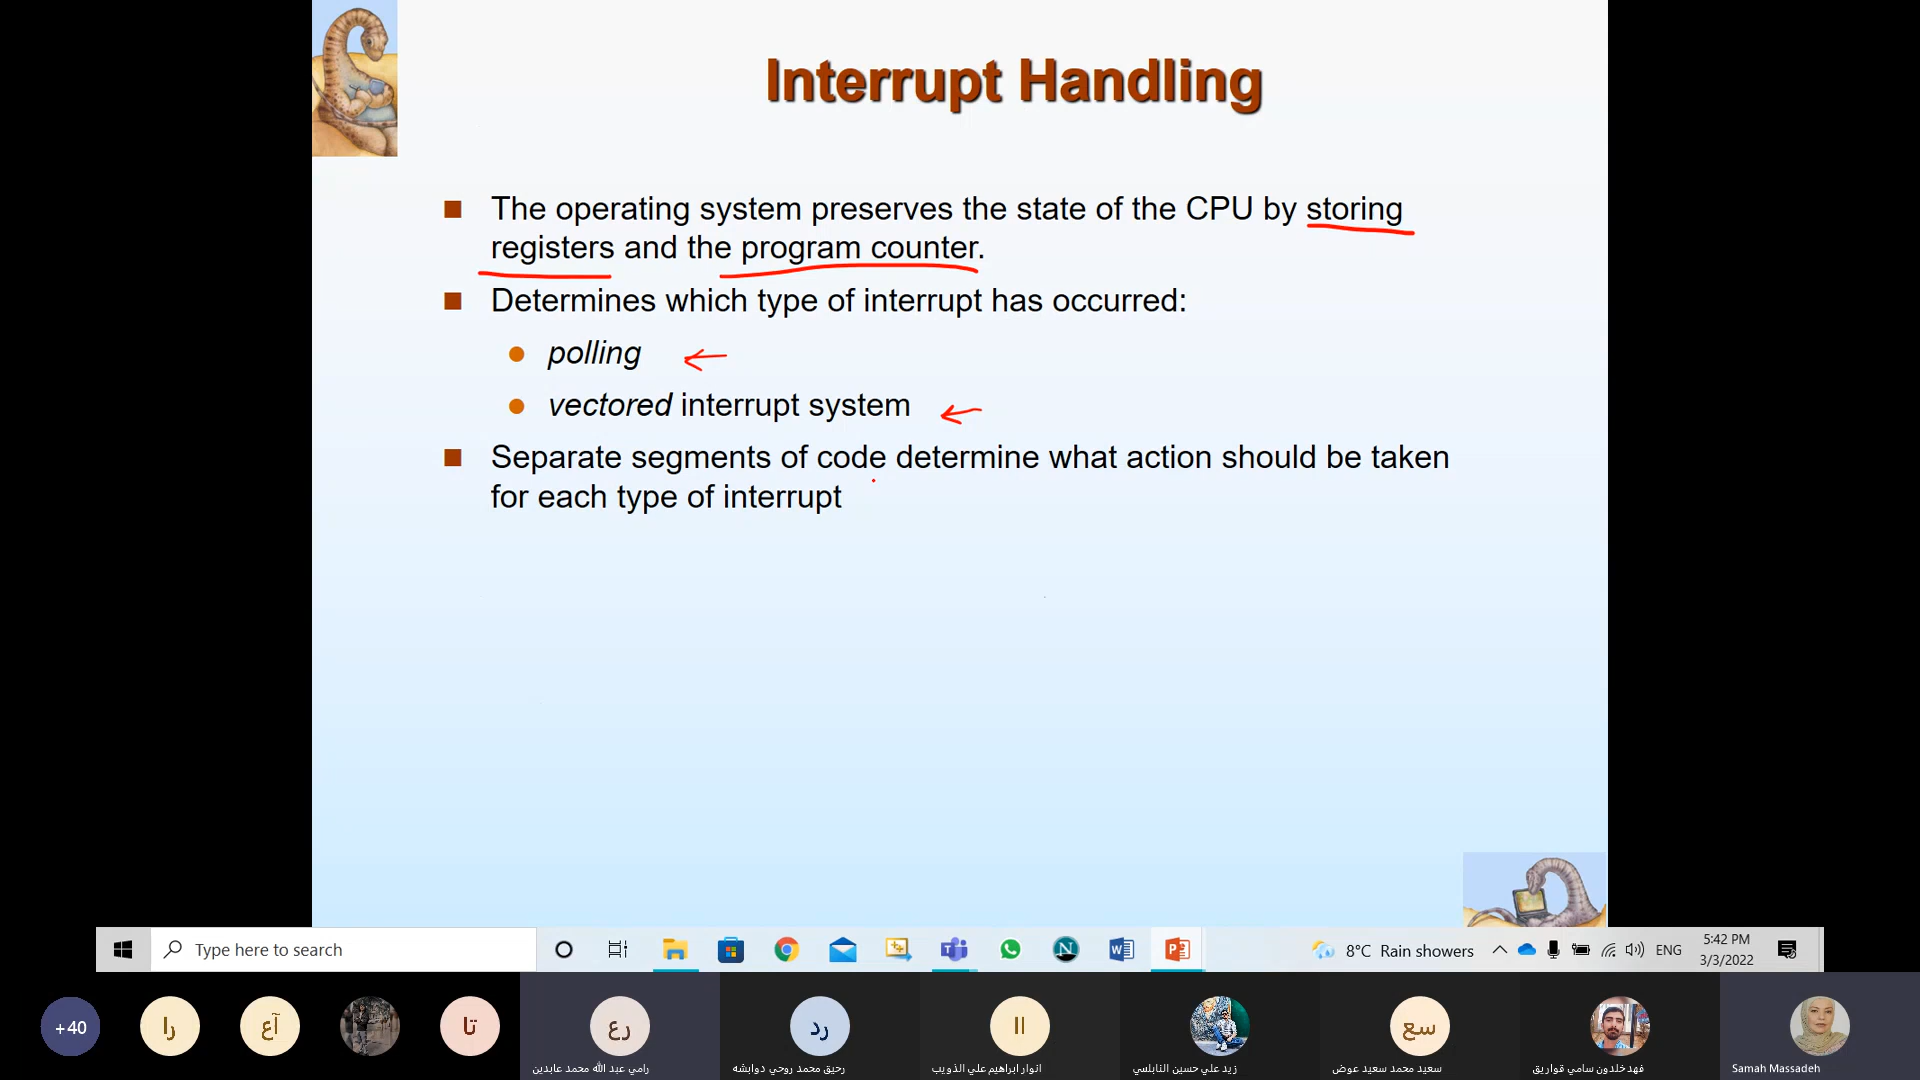 Interrupt Handling
The operating system preserves the state of the CPU by storing
registers and the program counter.
Determines which type of interrupt has occurred:
polling
vectored interrupt system
Separate segments of code determine what action should be taken
for each type of interrupt
Type here to search
8°C Rain showers
ENG
5:42 PM
3/3/2022
+40
را
آع
تا
رع
رد
اا
سع
رامي عبد الله محمد عابدين
رحيق محمد روحي دوابشه
انوار ابراهيم علي الذويب
زيد علي حسين النابلسي
سعيد محمد سعيد عوض
فهد خلدون سامي قواريق
Samah Massadeh